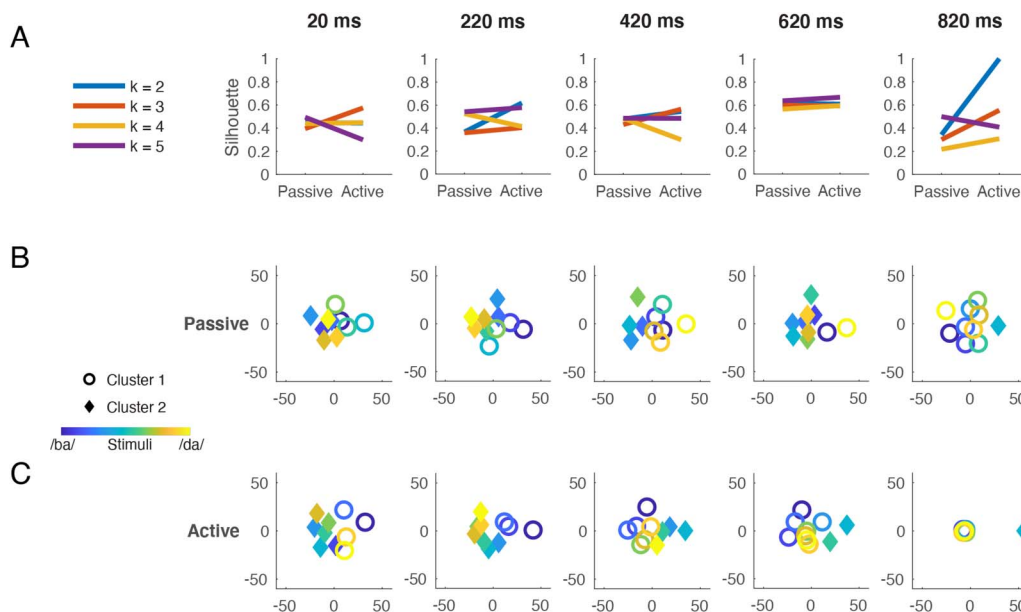 20 ms 220 ms 420 ms 620 ms 820 ms
A
k = 2
k = 3
k = 4
k = 5
Silhouette
1 1 1 1 1
0.8 0.8 0.8 0.8 0.8
0.6 0.6 0.6 0.6 0.6
0.4 0.4 0.4 0.4 0.4
0.2 0.2 0.2 0.2 0.2
0 0 0 0 0
Passive Active Passive Active Passive Active Passive Active Passive Active
B
Passive
50 50 50 50 50
0 0 0 0 0
-50 -50 -50 -50 -50
-50 0 50 -50 0 50 -50 0 50 -50 0 50 -50 0 50
Cluster 1
Cluster 2
/ba/ Stimuli /da/
C
Active
50 50 50 50 50
0 0 0 0 0
-50 -50 -50 -50 -50
-50 0 50 -50 0 50 -50 0 50 -50 0 50 -50 0 50